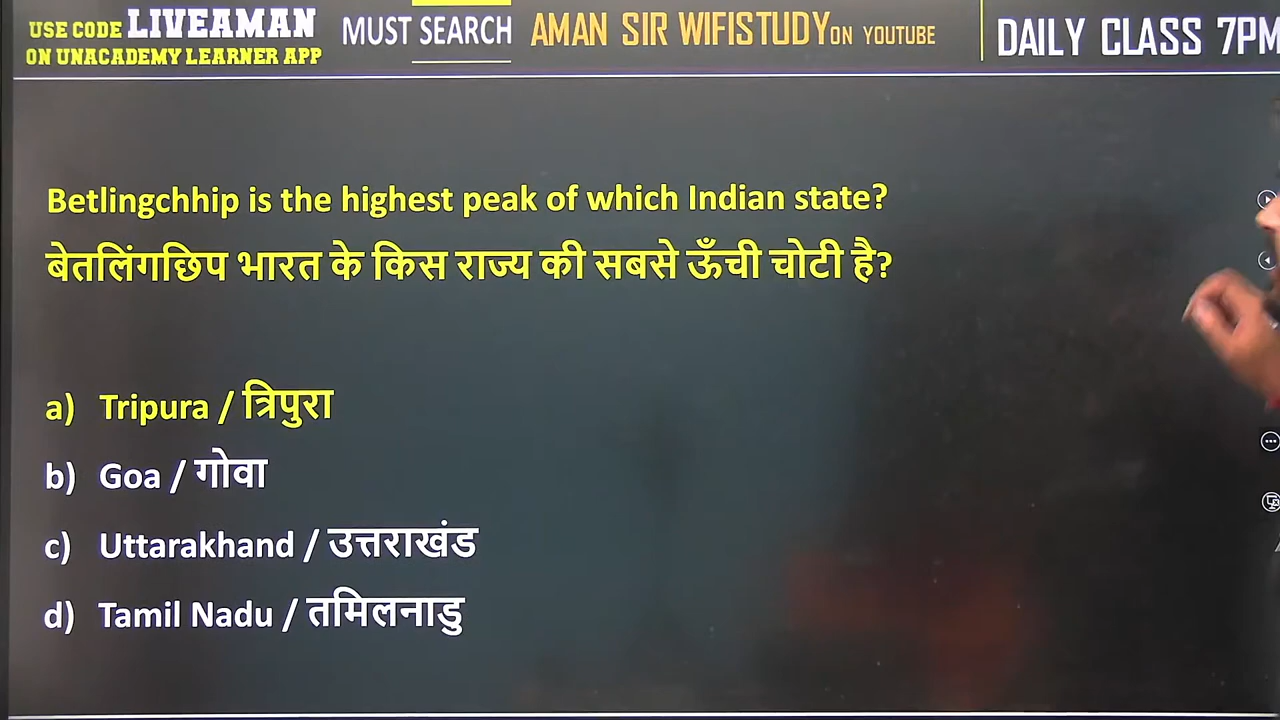 USE CODE LIVEAMAN
ON UNACADEMY LEARNER APP
MUST SEARCH
AMAN SIR WIFISTUDY ON YOUTUBE
DAILY CLASS 7PM
Betlingchhip is the highest peak of which Indian state?
बेतलिंगछिप भारत के किस राज्य की सबसे ऊँची चोटी है?
a) Tripura / त्रिपुरा
b) Goa / गोवा
c) Uttarakhand / उत्तराखंड
d) Tamil Nadu / तमिलनाडु